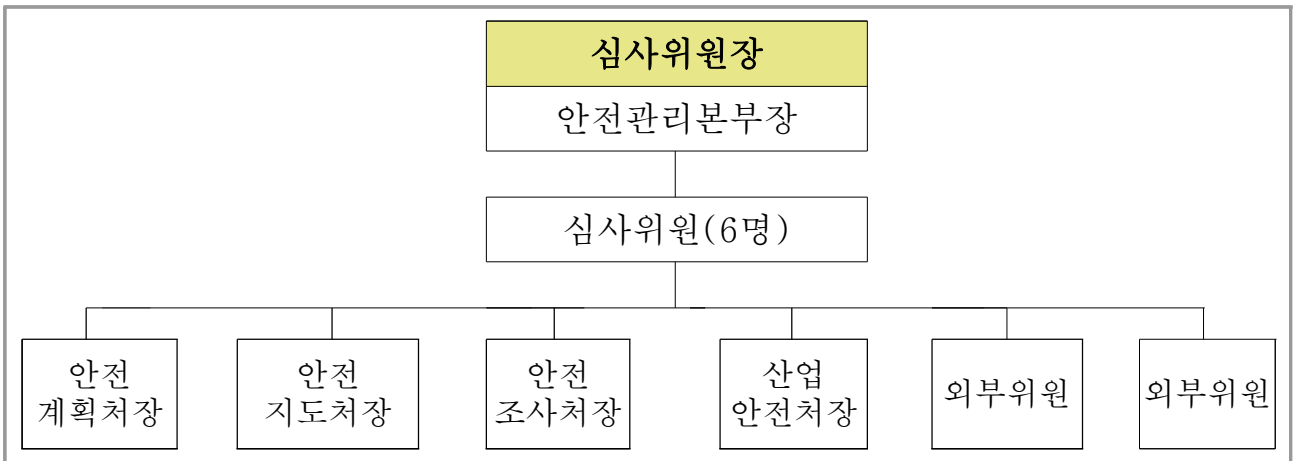 심사위원장
안전관리본부장
심사위원(6명)
안전
계획처장
안전
지도처장
안전
조사처장
산업
안전처장
외부위원
외부위원